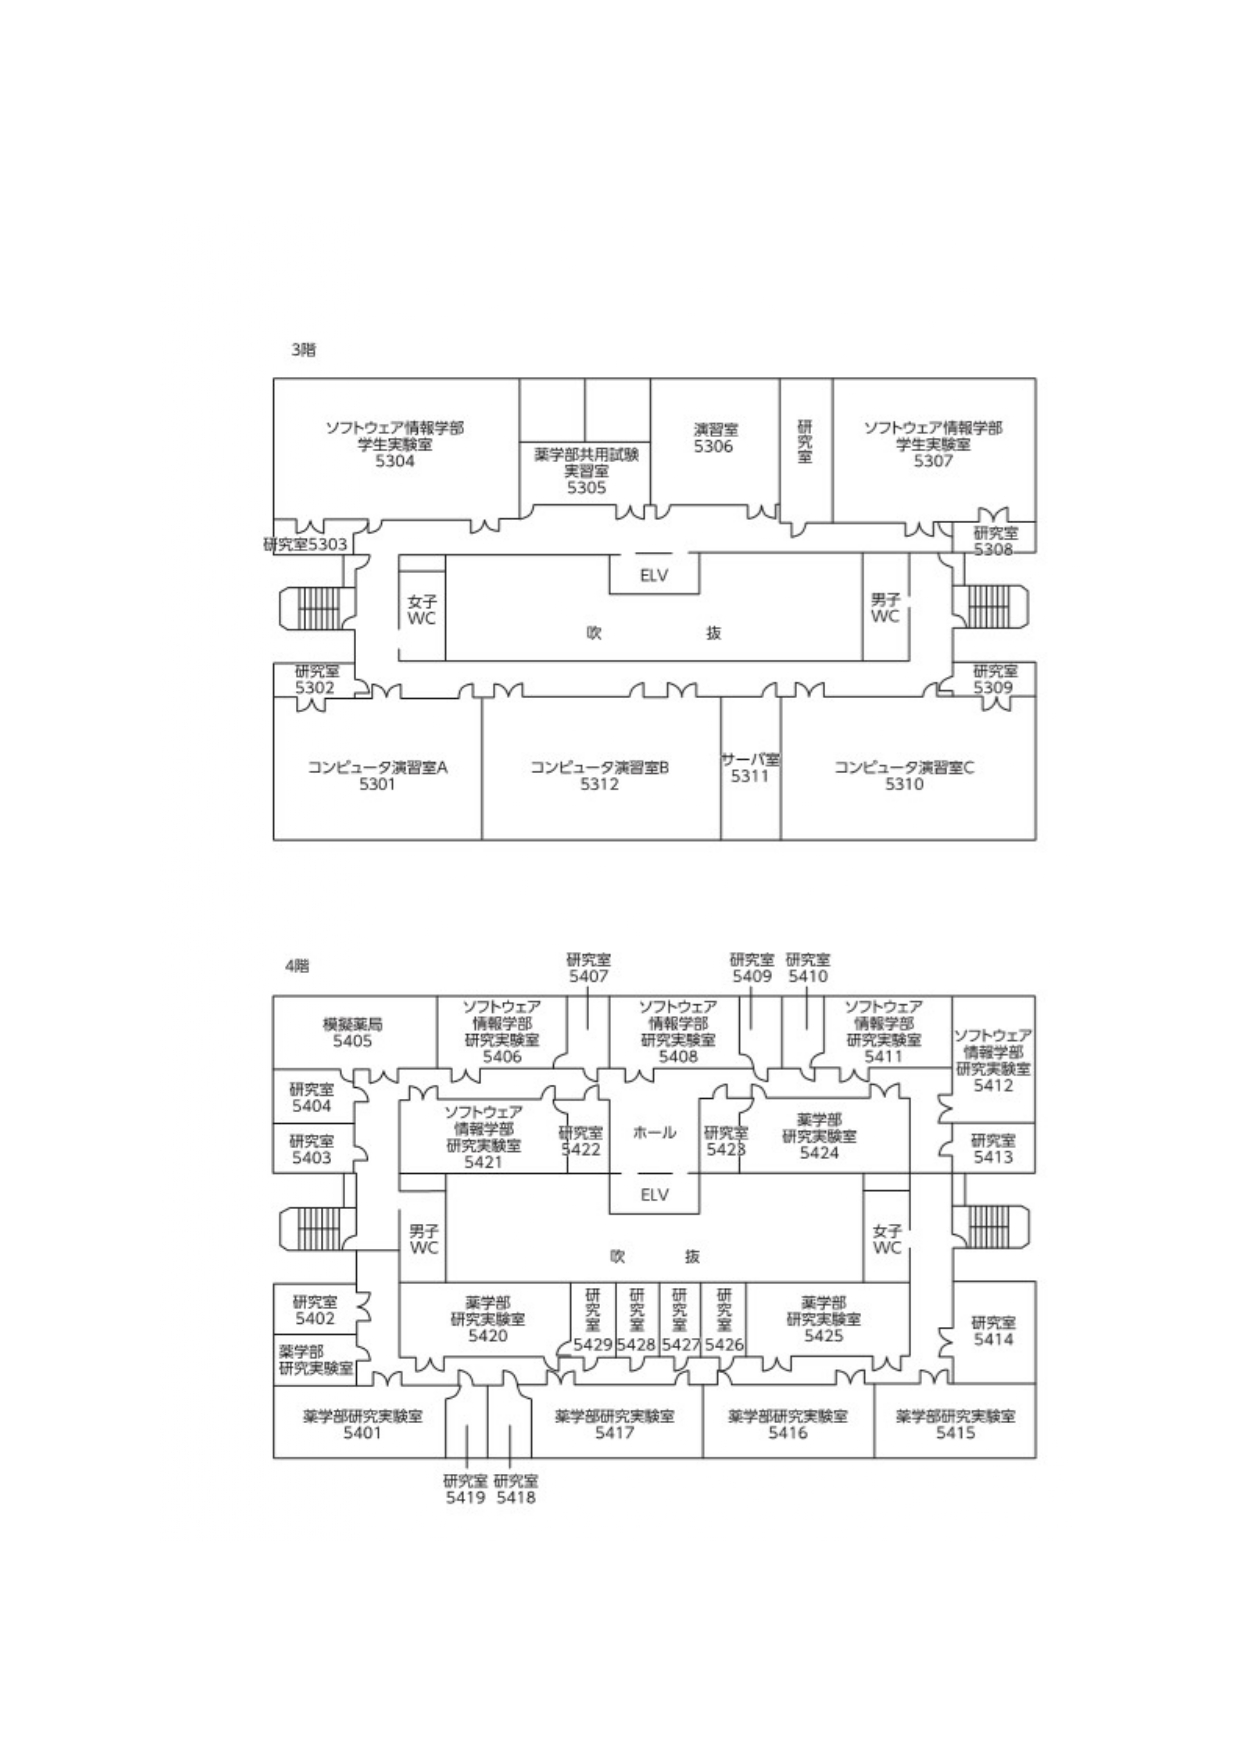 3階
ソフトウェア情報学部
学生実験室
5304
薬学部共用試験
実習室
5305
演習室
5306
研究室
ソフトウェア情報学部
学生実験室
5307
研究室5303
研究室
5308
ELV
女子
WC
男子
WC
吹 抜
研究室
5302
研究室
5309
コンピュータ演習室A
5301
コンピュータ演習室B
5312
サーバ室
5311
コンピュータ演習室C
5310
4階
研究室
5407
研究室
5409
研究室
5410
模擬薬局
5405
ソフトウェア
情報学部
研究実験室
5406
ソフトウェア
情報学部
研究実験室
5408
ソフトウェア
情報学部
研究実験室
5411
ソフトウェア
情報学部
研究実験室
5412
研究室
5404
研究室
5403
ソフトウェア
情報学部
研究実験室
5421
研究室
5422
ホール
研究室
5423
薬学部
研究実験室
5424
研究室
5413
ELV
男子
WC
女子
WC
吹 抜
研究室
5402
薬学部
研究実験室
薬学部
研究実験室
5420
研究室
5429
研究室
5428
研究室
5427
研究室
5426
薬学部
研究実験室
5425
研究室
5414
薬学部研究実験室
5401
薬学部研究実験室
5417
薬学部研究実験室
5416
薬学部研究実験室
5415
研究室
5419
研究室
5418